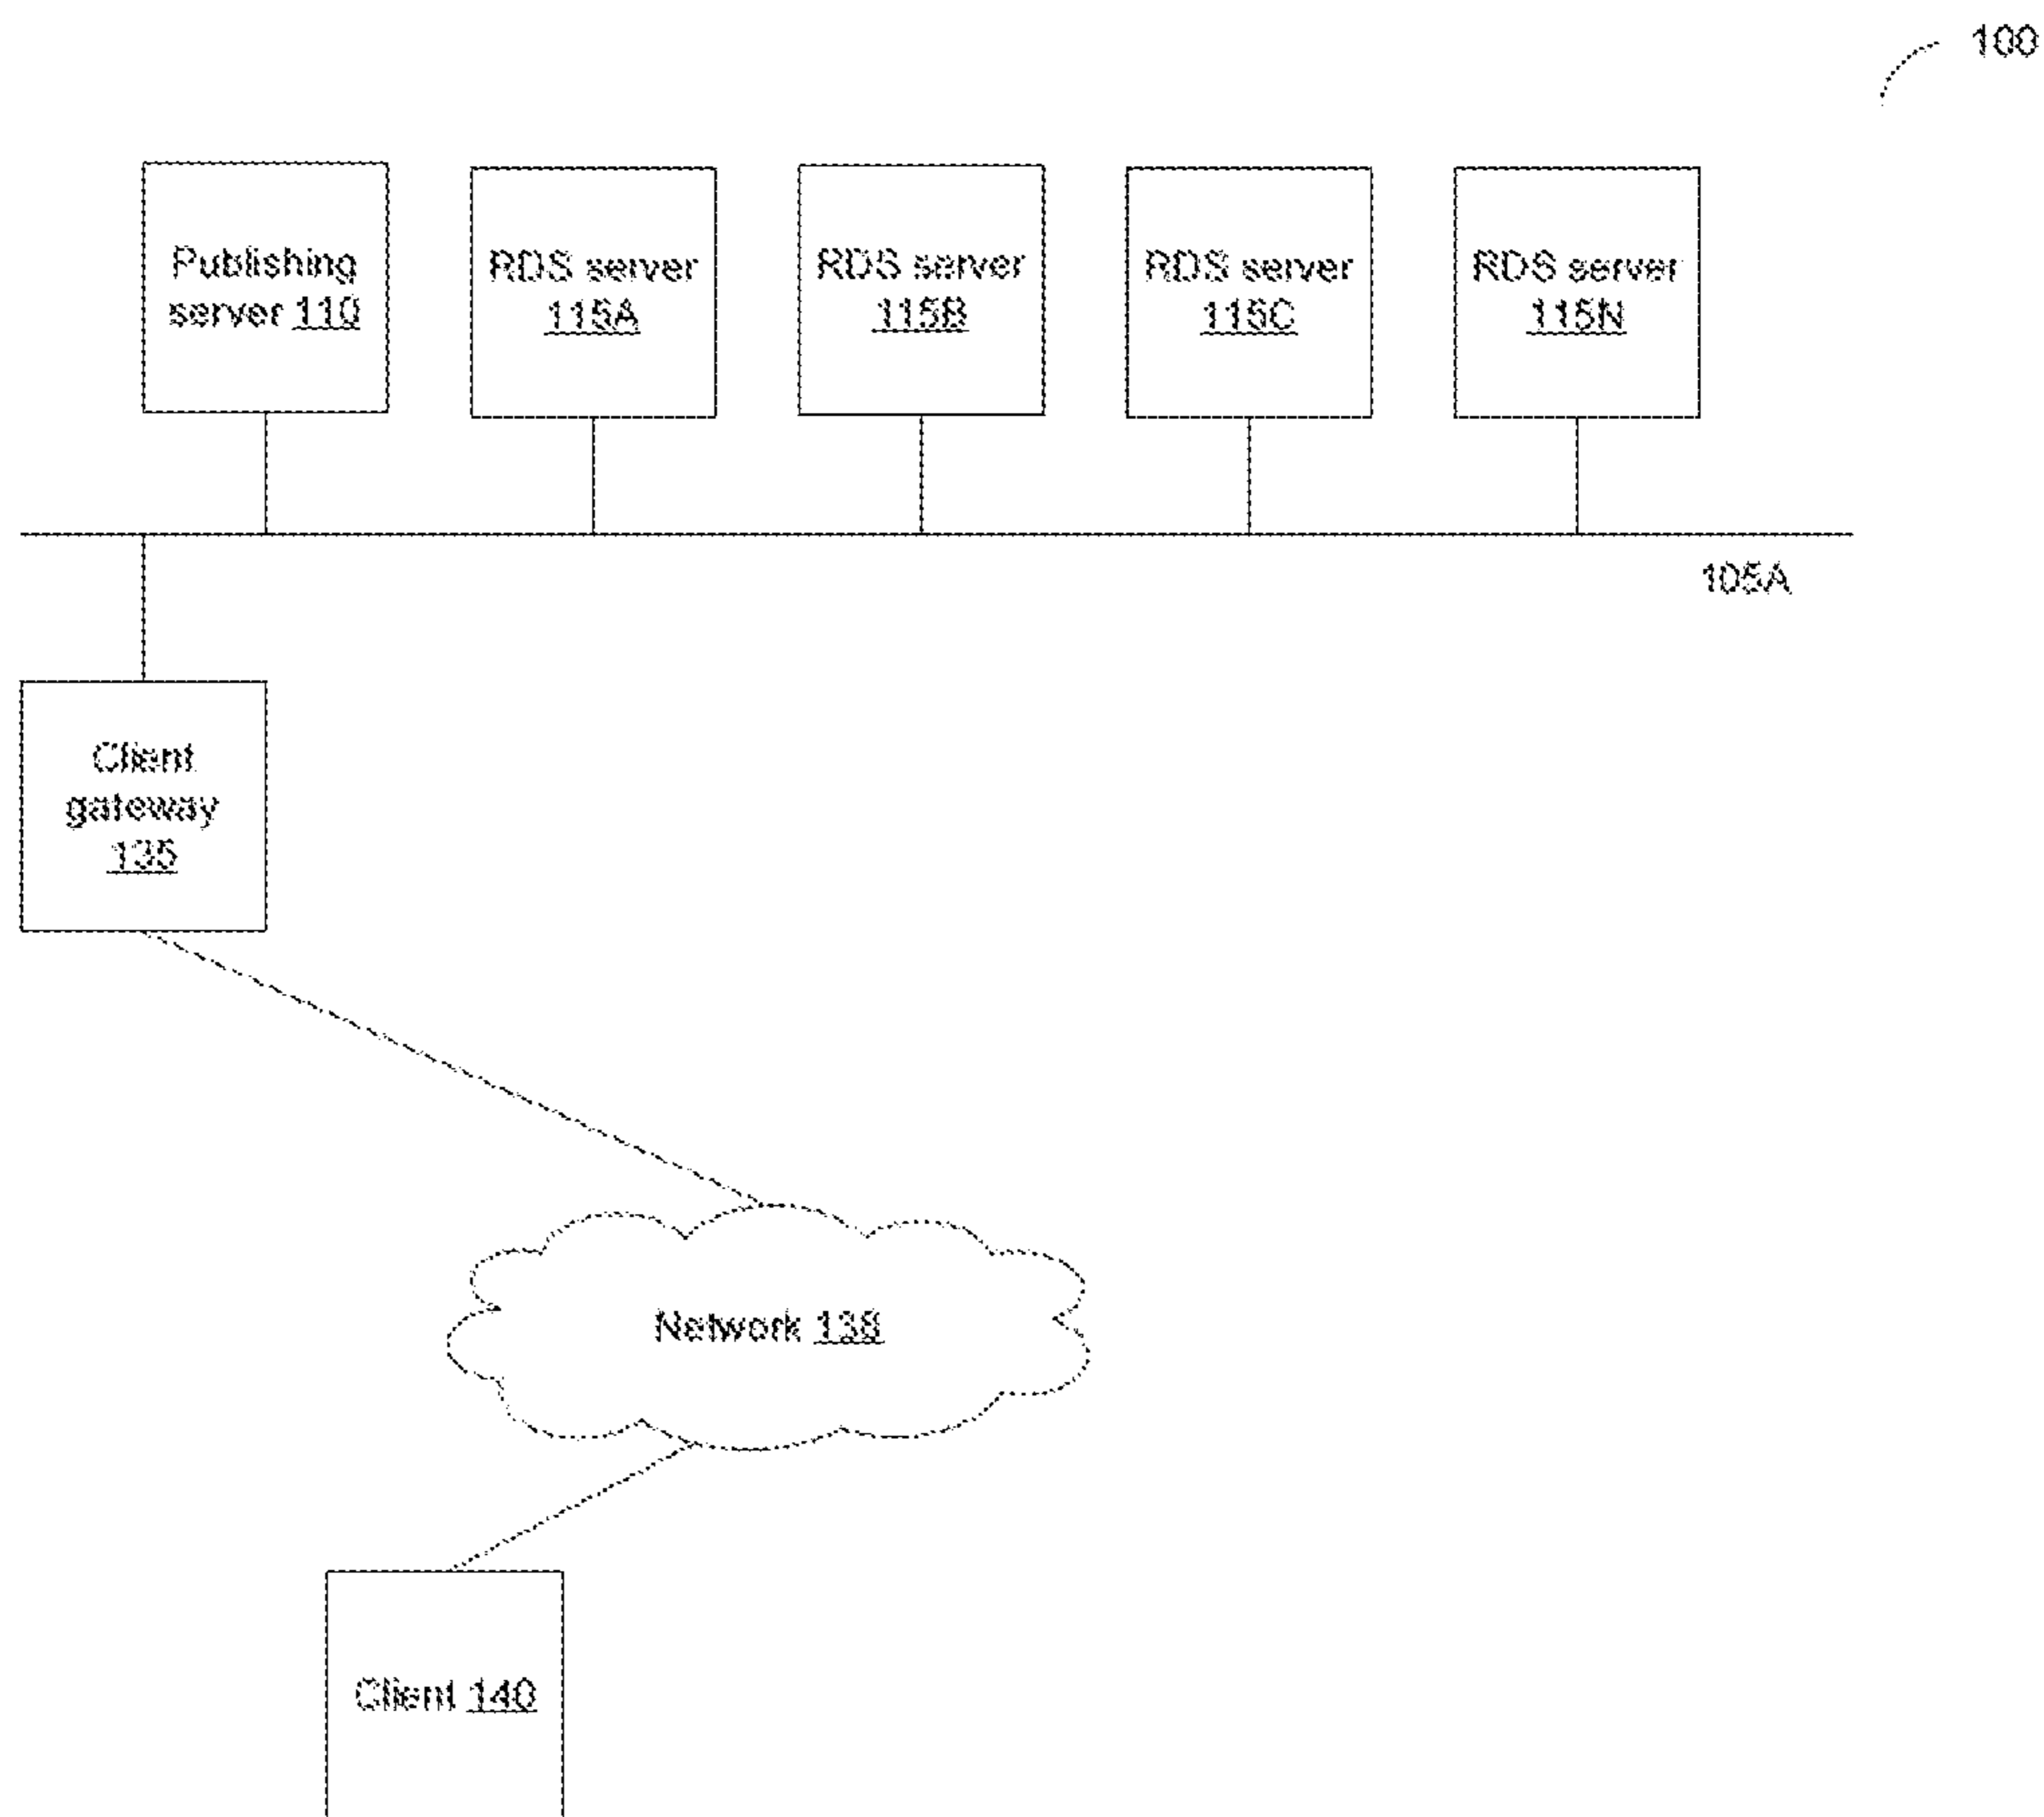 100
Publishing
server 110
RDS server
115A
RDS server
115B
RDS server
115C
RDS server
115N
105A
Client
gateway
135
Network 138
Client 140